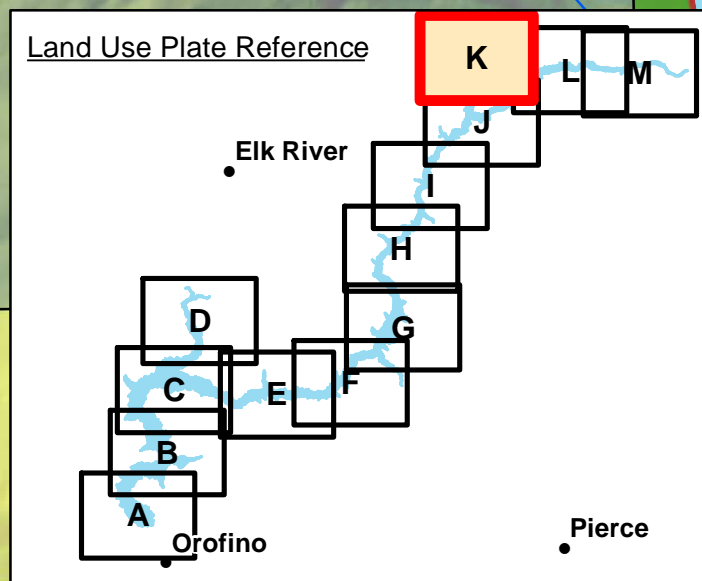 Land Use Plate Reference
K
L
M
J
Elk River
I
H
D
G
F
C
E
B
A
Orofino
Pierce